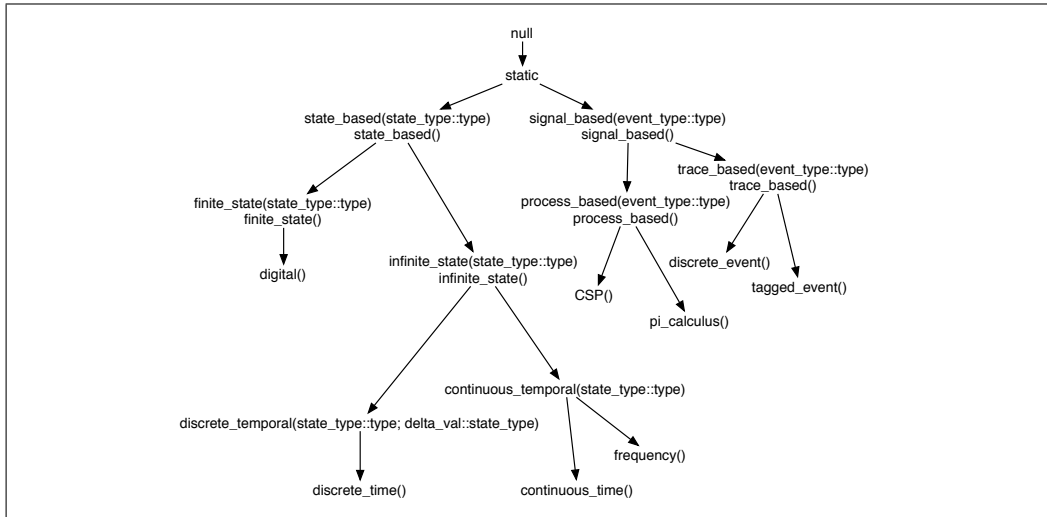 null
static
state_based(state_type::type)
state_based()
signal_based(event_type::type)
signal_based()
trace_based(event_type::type)
trace_based()
finite_state(state_type::type)
finite_state()
process_based(event_type::type)
process_based()
digital()
infinite_state(state_type::type)
infinite_state()
discrete_event()
CSP()
tagged_event()
pi_calculus()
continuous_temporal(state_type::type)
discrete_temporal(state_type::type; delta_val::state_type)
frequency()
discrete_time()
continuous_time()